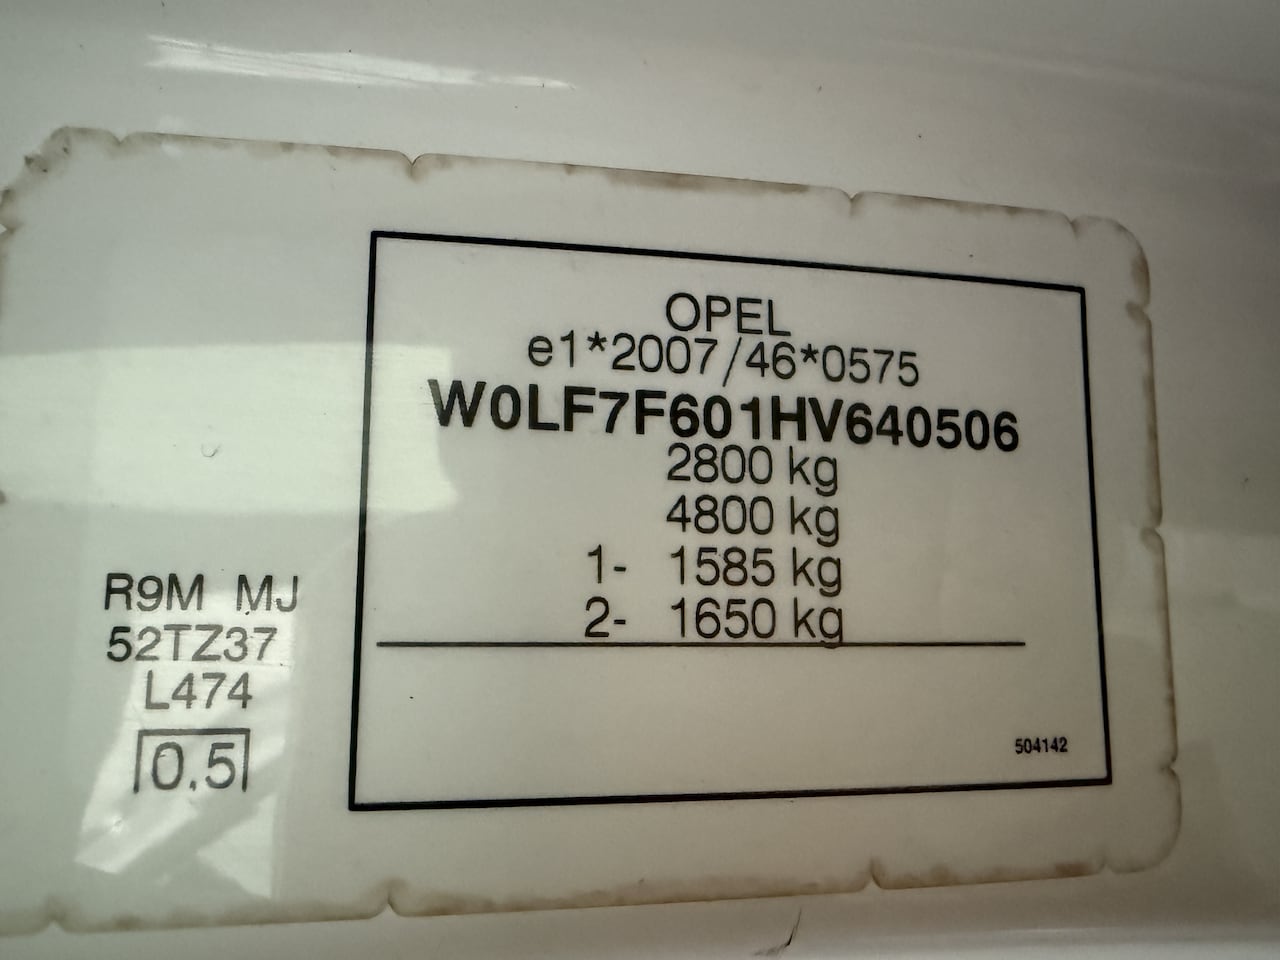 OPEL
e1*2007/46*0575
W0LF7F601HV640506
2800 kg
4800 kg
1- 1585 kg
2- 1650 kg
504142
R9M MJ
52TZ37
L474
0.5